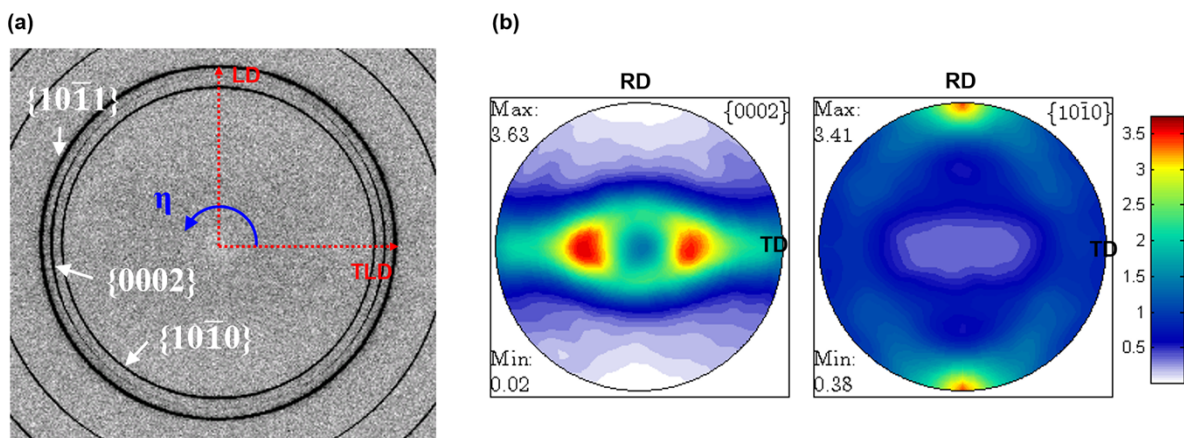 (a)
LD
{101̅1}
η
TLD
{0002}
{101̅0}
(b)
RD
Max:
3.63
{0002}
TD
Min:
0.02
RD
Max:
3.41
{101̅0}
TD
Min:
0.38
3.5
3
2.5
2
1.5
1
0.5